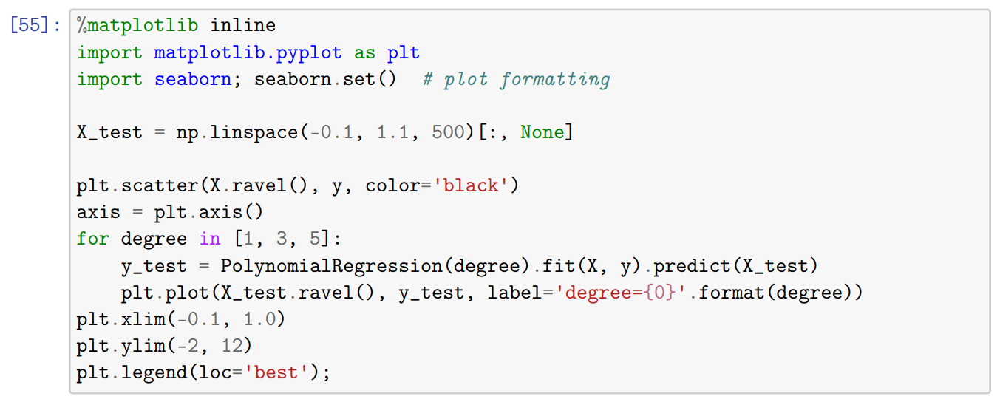 [55]: %matplotlib inline
import matplotlib.pyplot as plt
import seaborn; seaborn.set()  # plot formatting

X_test = np.linspace(-0.1, 1.1, 500)[:, None]

plt.scatter(X.ravel(), y, color='black')
axis = plt.axis()
for degree in [1, 3, 5]:
    y_test = PolynomialRegression(degree).fit(X, y).predict(X_test)
    plt.plot(X_test.ravel(), y_test, label='degree={0}'.format(degree))
plt.xlim(-0.1, 1.0)
plt.ylim(-2, 12)
plt.legend(loc='best');